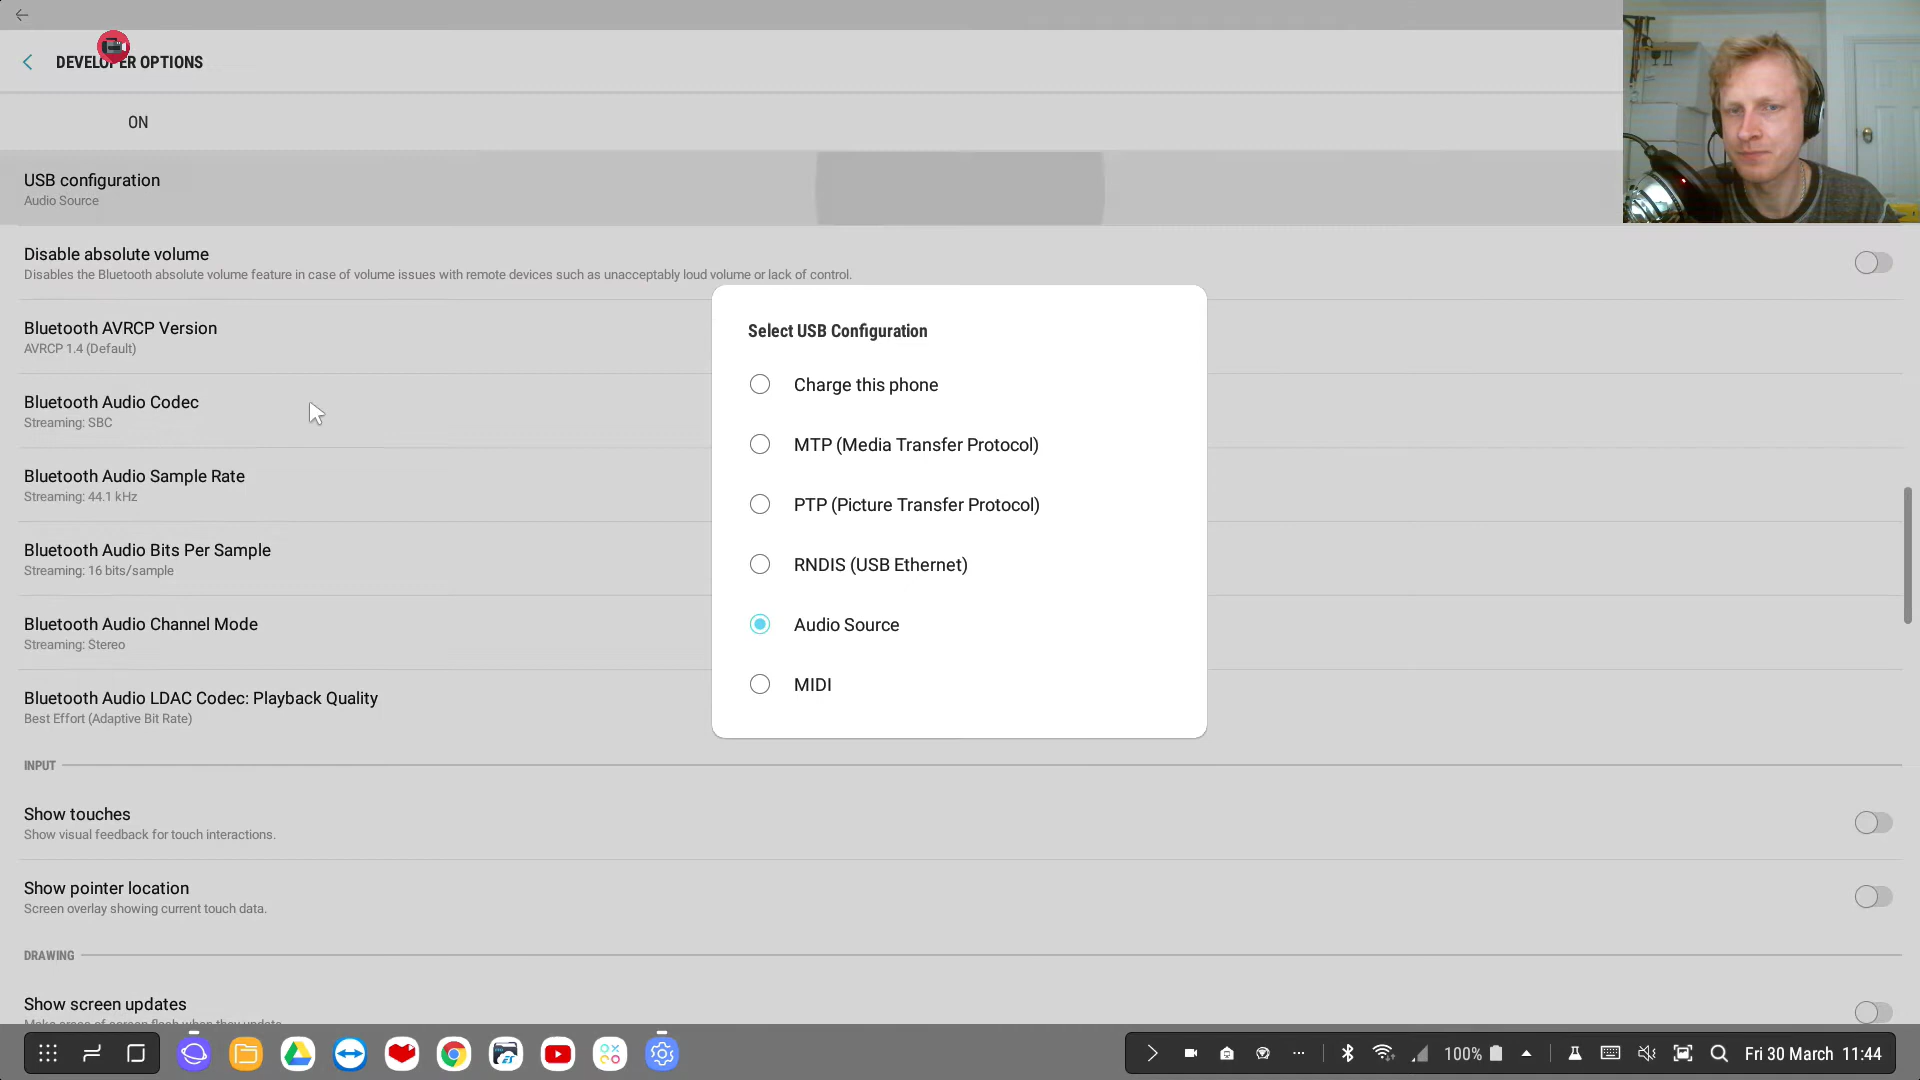 DEVELOPER OPTIONS
ON
USB configuration
Audio Source
Disable absolute volume
Disables the Bluetooth absolute volume feature in case of volume issues with remote devices such as unacceptably loud volume or lack of control.
Bluetooth AVRCP Version
AVRCP 1.4 (Default)
Bluetooth Audio Codec
Streaming: SBC
Bluetooth Audio Sample Rate
Streaming: 44.1 kHz
Bluetooth Audio Bits Per Sample
Streaming: 16 bits/sample
Bluetooth Audio Channel Mode
Streaming: Stereo
Bluetooth Audio LDAC Codec: Playback Quality
Best Effort (Adaptive Bit Rate)
Select USB Configuration
Charge this phone
MTP (Media Transfer Protocol)
PTP (Picture Transfer Protocol)
RNDIS (USB Ethernet)
Audio Source
MIDI
INPUT
Show touches
Show visual feedback for touch interactions.
Show pointer location
Screen overlay showing current touch data.
DRAWING
Show screen updates
100%
Fri 30 March 11:44